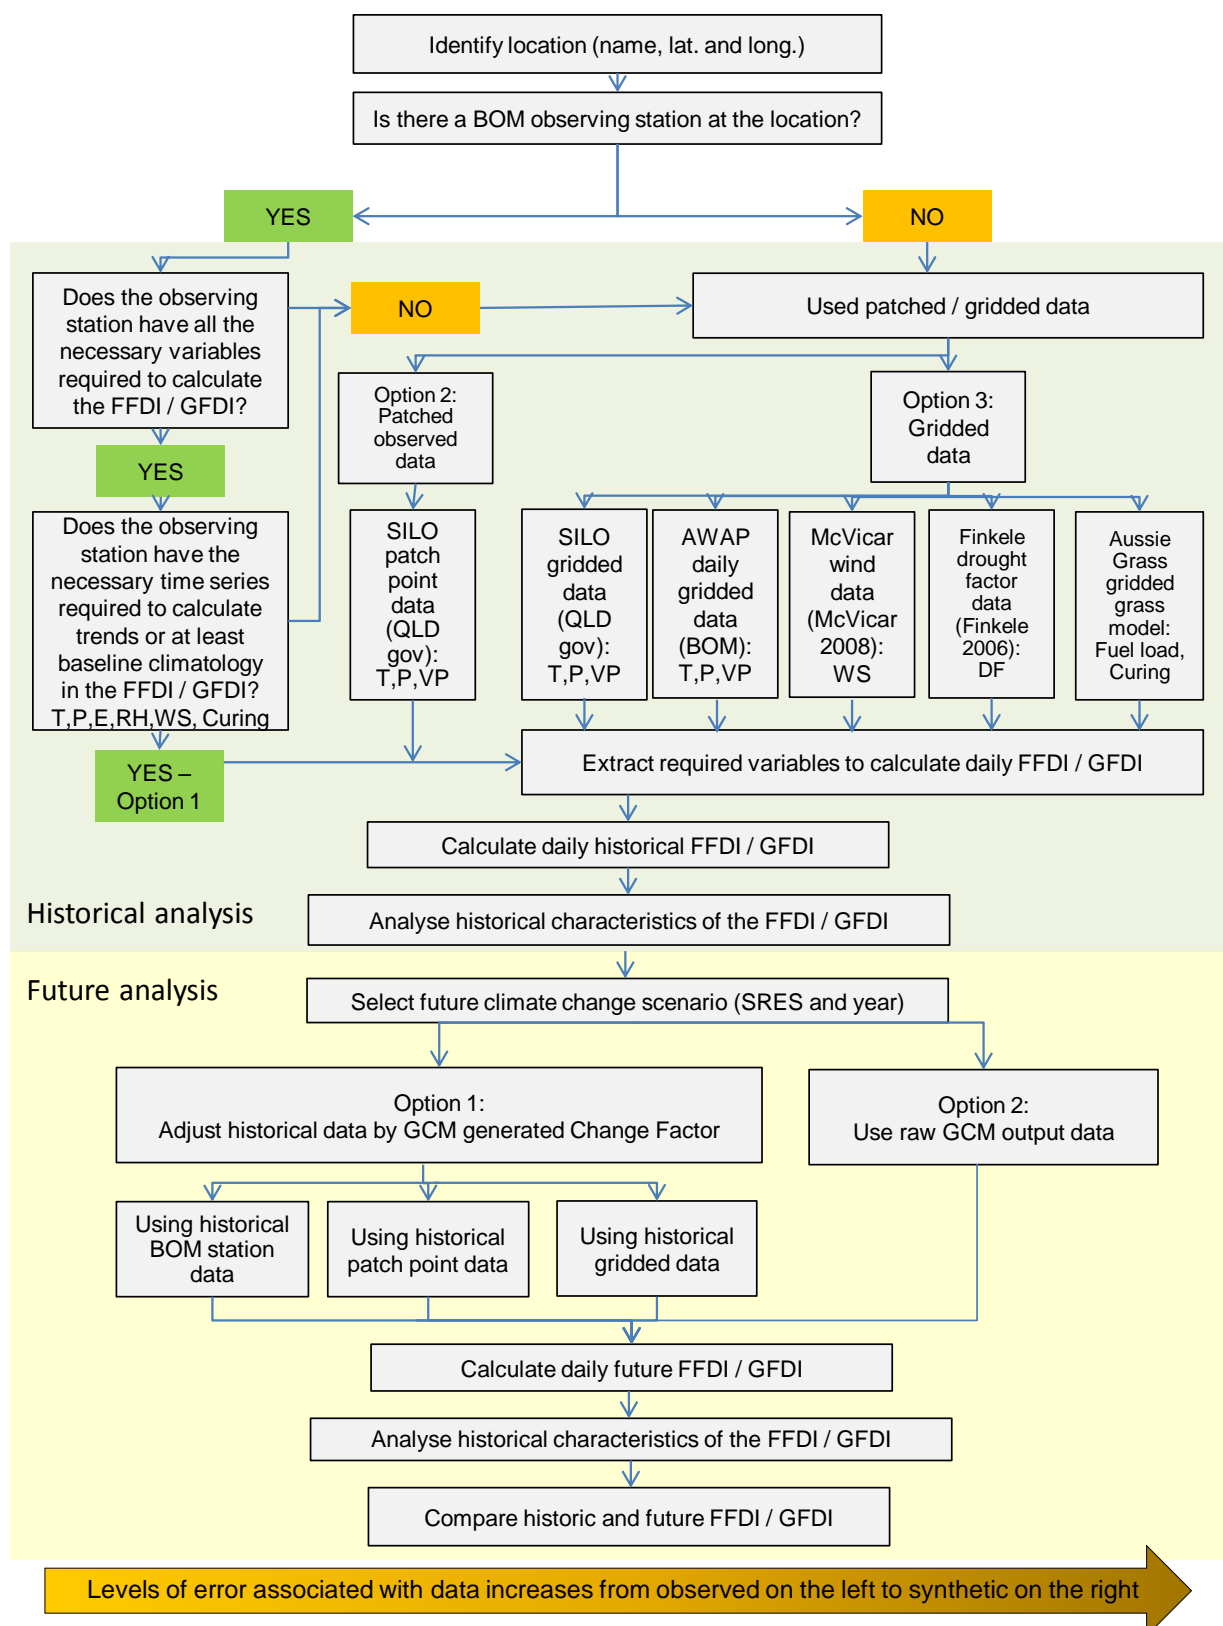 Identify location (name, lat. and long.)
Is there a BOM observing station at the location?
YES
NO
Does the observing
station have all the
necessary variables
required to calculate
the FFDI / GFDI?
NO
Used patched / gridded data
Option 2:
Patched
observed
data
Option 3:
Gridded
data
YES
Does the observing
station have the
necessary time series
required to calculate
trends or at least
baseline climatology
in the FFDI / GFDI?
T,P,E,RH,WS, Curing
SILO
patch
point
data
(QLD
gov):
T,P,VP
SILO
gridded
data
(QLD
gov):
T,P,VP
AWAP
daily
gridded
data
(BOM):
T,P,VP
McVicar
wind
data
(McVicar
2008):
WS
Finkele
drought
factor
data
(Finkele
2006):
DF
Aussie
Grass
gridded
grass
model:
Fuel load,
Curing
YES –
Option 1
Extract required variables to calculate daily FFDI / GFDI
Calculate daily historical FFDI / GFDI
Historical analysis
Analyse historical characteristics of the FFDI / GFDI
Future analysis
Select future climate change scenario (SRES and year)
Option 1:
Adjust historical data by GCM generated Change Factor
Option 2:
Use raw GCM output data
Using historical
BOM station
data
Using historical
patch point data
Using historical
gridded data
Calculate daily future FFDI / GFDI
Analyse historical characteristics of the FFDI / GFDI
Compare historic and future FFDI / GFDI
Levels of error associated with data increases from observed on the left to synthetic on the right